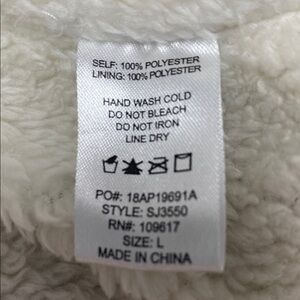 SELF: 100% POLYESTER
LINING: 100% POLYESTER
HAND WASH COLD
DO NOT BLEACH
DO NOT IRON
LINE DRY
PO#: 18AP19691A
STYLE: SJ3550
RN#: 109617
SIZE: L
MADE IN CHINA